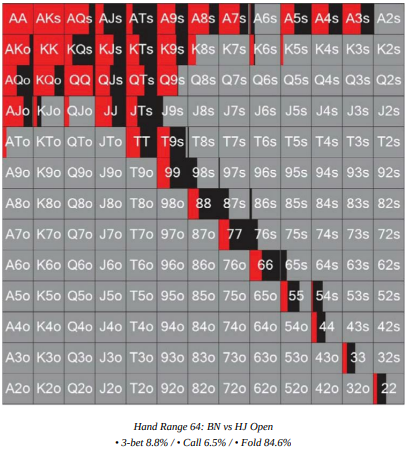 AA AKs AQs AJs ATs A9s A8s A7s A6s A5s A4s A3s A2s
AKo KK KQs KJs KTs K9s K8s K7s K6s K5s K4s K3s K2s
AQo KQo QQ QJs QTs Q9s Q8s Q7s Q6s Q5s Q4s Q3s Q2s
AJo KJo QJo JJ JTs J9s J8s J7s J6s J5s J4s J3s J2s
ATo KTo QTo JTo TT T9s T8s T7s T6s T5s T4s T3s T2s
A9o K9o Q9o J9o T9o 99 98s 97s 96s 95s 94s 93s 92s
A8o K8o Q8o J8o T8o 98o 88 87s 86s 85s 84s 83s 82s
A7o K7o Q7o J7o T7o 97o 87o 77 76s 75s 74s 73s 72s
A6o K6o Q6o J6o T6o 96o 86o 76o 66 65s 64s 63s 62s
A5o K5o Q5o J5o T5o 95o 85o 75o 65o 55 54s 53s 52s
A4o K4o Q4o J4o T4o 94o 84o 74o 64o 54o 44 43s 42s
A3o K3o Q3o J3o T3o 93o 83o 73o 63o 53o 43o 33 32s
A2o K2o Q2o J2o T2o 92o 82o 72o 62o 52o 42o 32o 22
Hand Range 64: BN vs HJ Open
• 3-bet 8.8% / • Call 6.5% / • Fold 84.6%